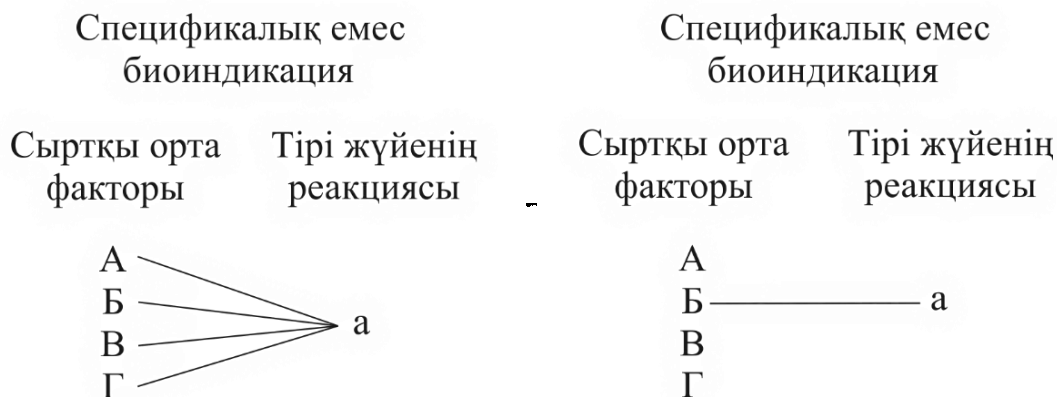 Спецификалық емес
биоиндикация
Сыртқы орта
факторы
Тірі жүйенің
реакциясы
А
Б
В
Г
а
-
Спецификалық емес
биоиндикация
Сыртқы орта
факторы
Тірі жүйенің
реакциясы
А
Б
В
Г
а